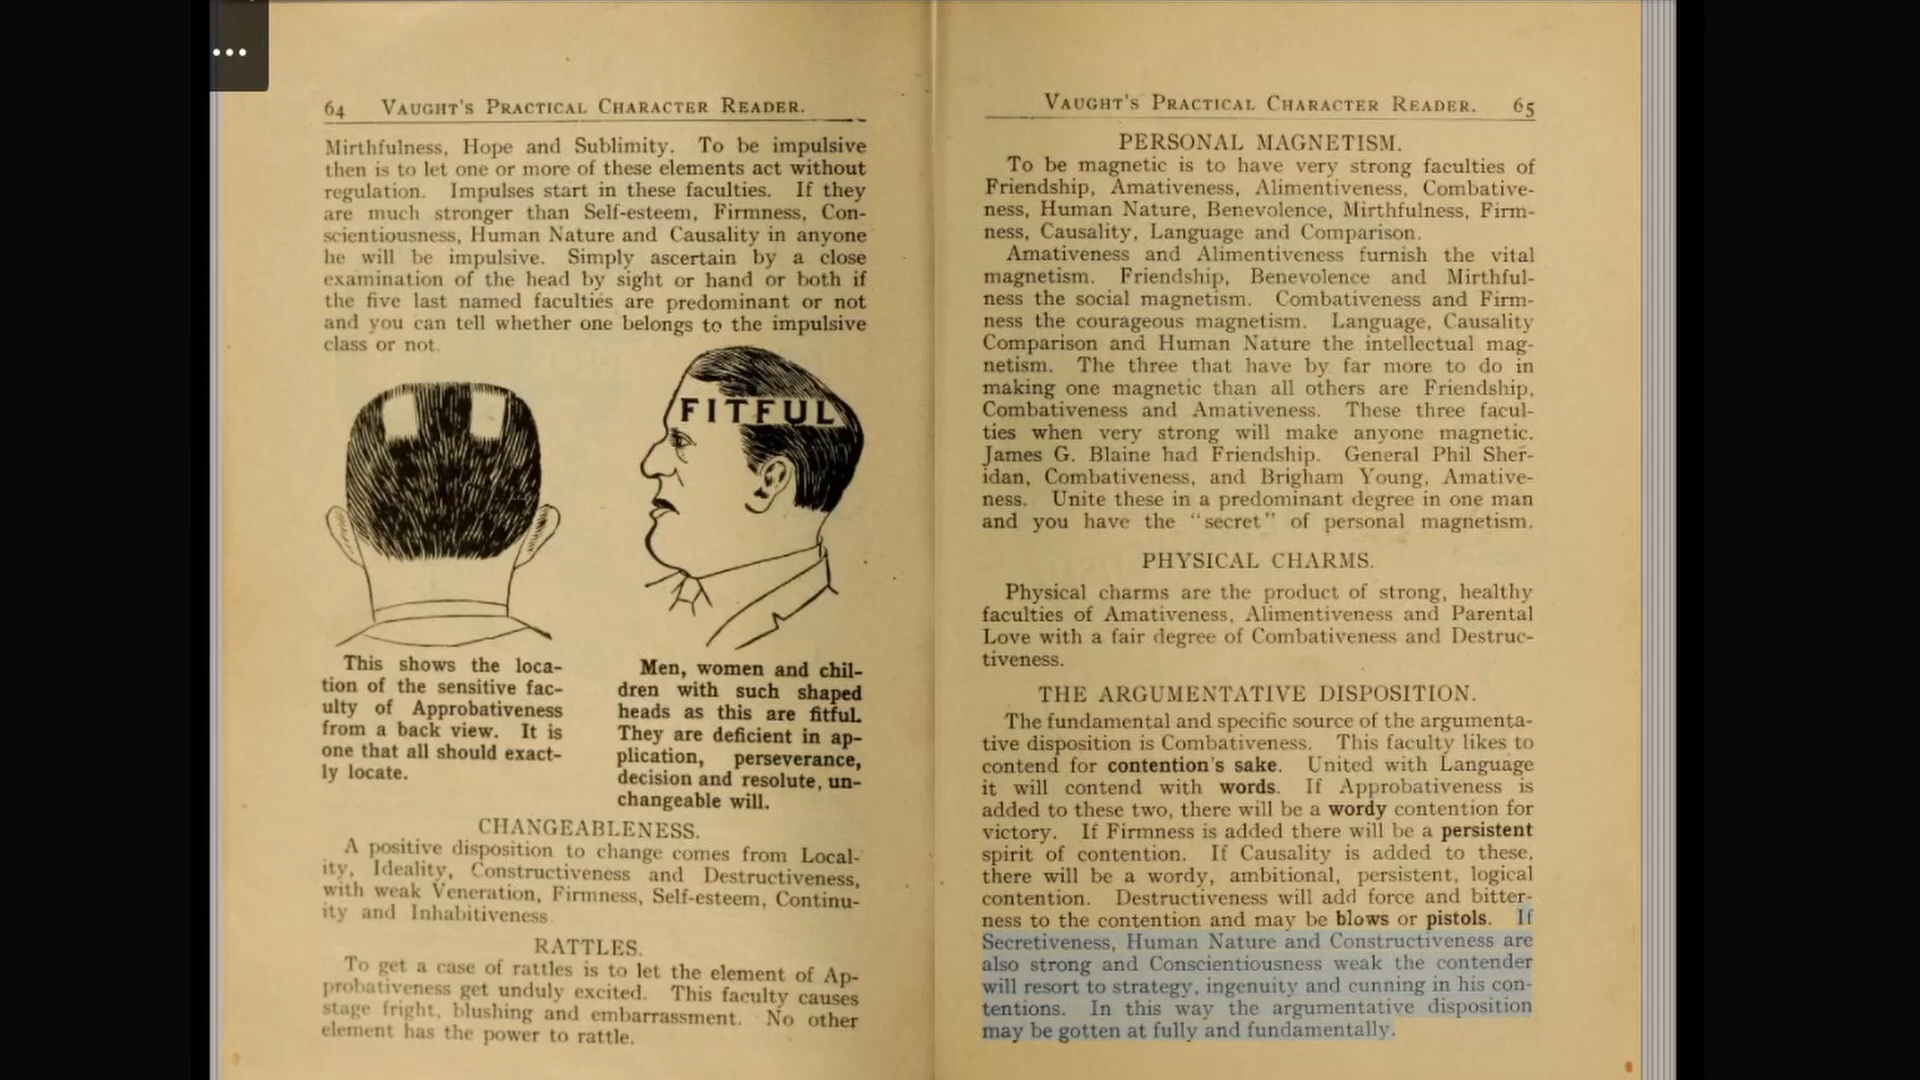 ...
64 VAUGHT'S PRACTICAL CHARACTER READER.
Mirthfulness, Hope and Sublimity. To be impulsive
then is to let one or more of these elements act without
regulation. Impulses start in these faculties. If they
are much stronger than Self-esteem, Firmness, Con-
scientiousness, Human Nature and Causality in anyone
he will be impulsive. Simply ascertain by a close
examination of the head by sight or hand or both if
the five last named faculties are predominant or not
and you can tell whether one belongs to the impulsive
class or not.
FITFUL
This shows the loca-
tion of the sensitive fac-
ulty of Approbativeness
from a back view. It is
one that all should exact-
ly locate.
Men, women and chil-
dren with such shaped
heads as this are fitful.
They are deficient in ap-
plication, perseverance,
decision and resolute, un-
changeable will.
CHANGEABLENESS.
A positive disposition to change comes from Local-
ity, Ideality, Constructiveness and Destructiveness,
with weak Veneration, Firmness, Self-esteem, Continu-
ity and Inhabitiveness
RATTLES.
To get a case of rattles is to let the element of Ap-
probativeness get unduly excited. This faculty causes
stage fright, blushing and embarrassment. No other
element has the power to rattle.
VAUGHT'S PRACTICAL CHARACTER READER. 65
PERSONAL MAGNETISM.
To be magnetic is to have very strong faculties of
Friendship, Amativeness, Alimentiveness, Combative-
ness, Human Nature, Benevolence, Mirthfulness, Firm-
ness, Causality, Language and Comparison.
Amativeness and Alimentiveness furnish the vital
magnetism. Friendship, Benevolence and Mirthful-
ness the social magnetism. Combativeness and Firm-
ness the courageous magnetism. Language, Causality
Comparison and Human Nature the intellectual mag-
netism. The three that have by far more to do in
making one magnetic than all others are Friendship,
Combativeness and Amativeness. These three facul-
ties when very strong will make anyone magnetic.
James G. Blaine had Friendship. General Phil Sher-
idan, Combativeness, and Brigham Young, Amative-
ness. Unite these in a predominant degree in one man
and you have the "secret" of personal magnetism.
PHYSICAL CHARMS.
Physical charms are the product of strong, healthy
faculties of Amativeness, Alimentiveness and Parental
Love with a fair degree of Combativeness and Destruc-
tiveness.
THE ARGUMENTATIVE DISPOSITION.
The fundamental and specific source of the argumenta-
tive disposition is Combativeness. This faculty likes to
contend for contention's sake. United with Language
it will contend with words. If Approbativeness is
added to these two, there will be a wordy contention for
victory. If Firmness is added there will be a persistent
spirit of contention. If Causality is added to these,
there will be a wordy, ambitional, persistent, logical
contention. Destructiveness will add force and bitter-
ness to the contention and may be blows or pistols. If
Secretiveness, Human Nature and Constructiveness are
also strong and Conscientiousness weak the contender
will resort to strategy, ingenuity and cunning in his con-
tentions. In this way the argumentative disposition
may be gotten at fully and fundamentally.